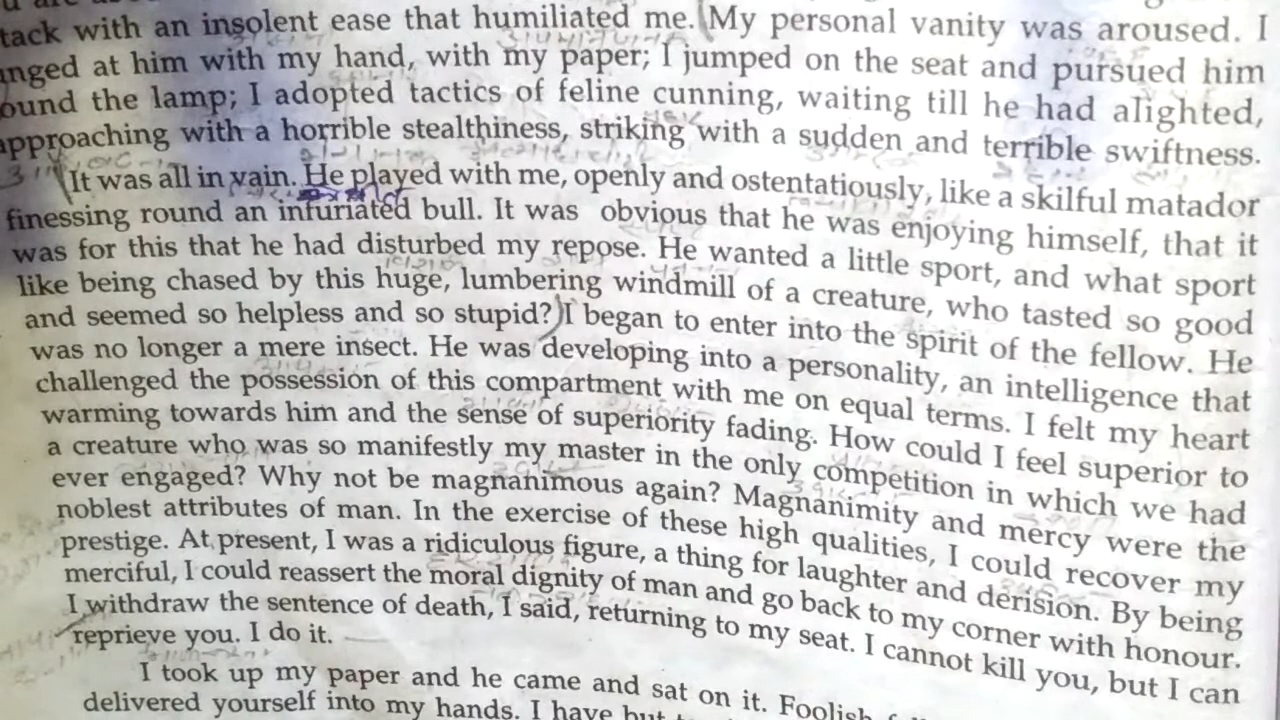 tack with an insolent ease that humiliated me. My personal vanity was aroused. I
nged at him with my hand, with my paper; I jumped on the seat and pursued him
ound the lamp; I adopted tactics of feline cunning, waiting till he had alighted,
approaching with a horrible stealthiness, striking with a sudden and terrible swiftness.
It was all in vain. He played with me, openly and ostentatiously, like a skilful matador
finessing round an infuriated bull. It was obvious that he was enjoying himself, that it
was for this that he had disturbed my repose. He wanted a little sport, and what sport
like being chased by this huge, lumbering windmill of a creature, who tasted so good
and seemed so helpless and so stupid? I began to enter into the spirit of the fellow. He
was no longer a mere insect. He was developing into a personality, an intelligence that
challenged the possession of this compartment with me on equal terms. I felt my heart
warming towards him and the sense of superiority fading. How could I feel superior to
a creature who was so manifestly my master in the only competition in which we had
ever engaged? Why not be magnanimous again? Magnanimity and mercy were the
noblest attributes of man. In the exercise of these high qualities, I could recover my
prestige. At present, I was a ridiculous figure, a thing for laughter and derision. By being
merciful, I could reassert the moral dignity of man and go back to my corner with honour.
I withdraw the sentence of death, I said, returning to my seat. I cannot kill you, but I can
reprieve you. I do it.
I took up my paper and he came and sat on it. Foolish
delivered yourself into my hands. I have but